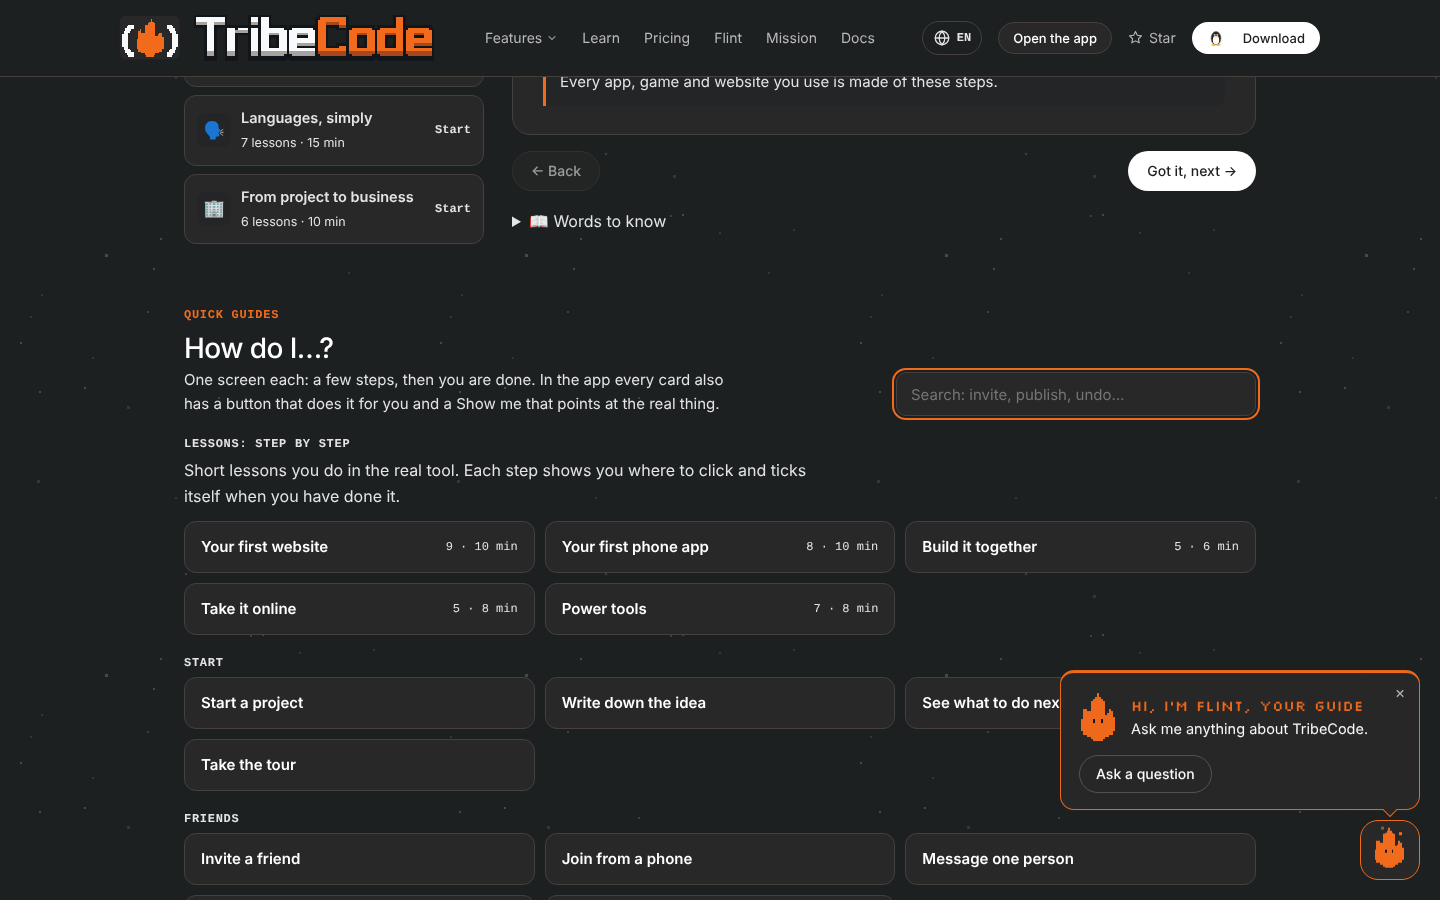 TribeCode
Features
Learn
Pricing
Flint
Mission
Docs
EN
Open the app
Star
Download
Languages, simply
7 lessons · 15 min
Start
From project to business
6 lessons · 10 min
Start
Every app, game and website you use is made of these steps.
← Back
Got it, next →
Words to know
QUICK GUIDES
How do I...?
One screen each: a few steps, then you are done. In the app every card also
has a button that does it for you and a Show me that points at the real thing.
Search: invite, publish, undo...
LESSONS: STEP BY STEP
Short lessons you do in the real tool. Each step shows you where to click and ticks
itself when you have done it.
Your first website
9 · 10 min
Your first phone app
8 · 10 min
Build it together
5 · 6 min
Take it online
5 · 8 min
Power tools
7 · 8 min
START
Start a project
Write down the idea
See what to do nex
Take the tour
HI, I'M FLINT, YOUR GUIDE
Ask me anything about TribeCode.
Ask a question
FRIENDS
Invite a friend
Join from a phone
Message one person